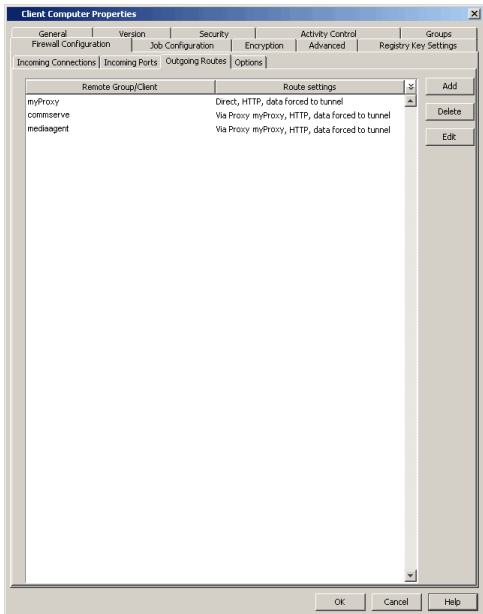 Client Computer Properties
General Version Security Activity Control Groups
Firewall Configuration Job Configuration Encryption Advanced Registry Key Settings
Incoming Connections Incoming Ports Outgoing Routes Options
Remote Group/Client Route settings Add
myProxy Direct, HTTP, data forced to tunnel
commserve Via Proxy myProxy, HTTP, data forced to tunnel Delete
mediaagent Via Proxy myProxy, HTTP, data forced to tunnel
Edit
OK Cancel Help